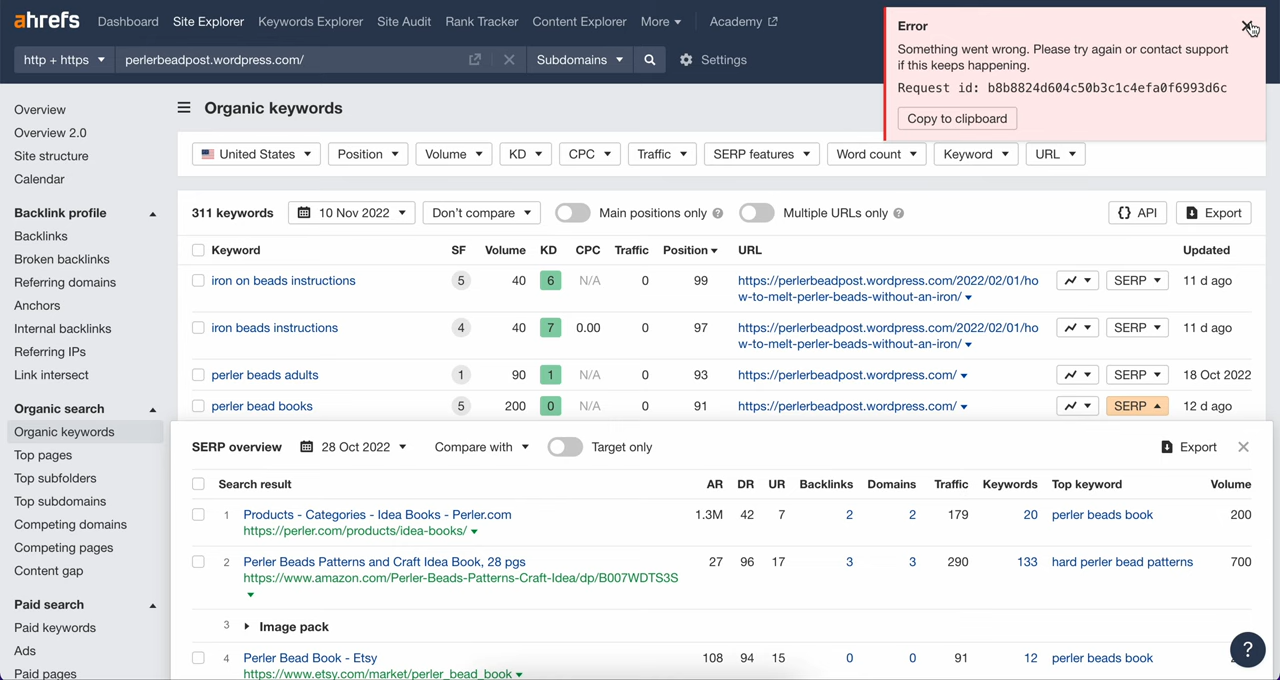 ahrefs Dashboard Site Explorer Keywords Explorer Site Audit Rank Tracker Content Explorer More Academy
http + https perlerbeadpost.wordpress.com/ Subdomains Settings
Error
Something went wrong. Please try again or contact support
if this keeps happening.
Request id: b8b8824d604c50b3c1c4efa0f6993d6c
Copy to clipboard
Overview
Overview 2.0
Site structure
Calendar
Backlink profile
Backlinks
Broken backlinks
Referring domains
Anchors
Internal backlinks
Referring IPs
Link intersect
Organic search
Organic keywords
Top pages
Top subfolders
Top subdomains
Competing domains
Competing pages
Content gap
Paid search
Paid keywords
Ads
Paid pages
Organic keywords
United States Position Volume KD CPC Traffic SERP features Word count Keyword URL
311 keywords 10 Nov 2022 Don't compare Main positions only ? Multiple URLs only ? {} API Export
Keyword SF Volume KD CPC Traffic Position URL Updated
iron on beads instructions 5 40 6 N/A 0 99 https://perlerbeadpost.wordpress.com/2022/02/01/ho SERP 11 d ago
w-to-melt-perler-beads-without-an-iron/
iron beads instructions 4 40 7 0.00 0 97 https://perlerbeadpost.wordpress.com/2022/02/01/ho SERP 11 d ago
w-to-melt-perler-beads-without-an-iron/
perler beads adults 1 90 1 N/A 0 93 https://perlerbeadpost.wordpress.com/ SERP 18 Oct 2022
perler bead books 5 200 0 N/A 0 91 https://perlerbeadpost.wordpress.com/ SERP 12 d ago
SERP overview 28 Oct 2022 Compare with Target only Export
Search result AR DR UR Backlinks Domains Traffic Keywords Top keyword Volume
1 Products - Categories - Idea Books - Perler.com 1.3M 42 7 2 2 179 20 perler beads book 200
https://perler.com/products/idea-books/
2 Perler Beads Patterns and Craft Idea Book, 28 pgs 27 96 17 3 3 290 133 hard perler bead patterns 700
https://www.amazon.com/Perler-Beads-Patterns-Craft-Idea/dp/B007WDTS3S
3 Image pack
4 Perler Bead Book - Etsy 108 94 15 0 0 91 12 perler beads book
https://www.etsy.com/market/perler_bead_book
?